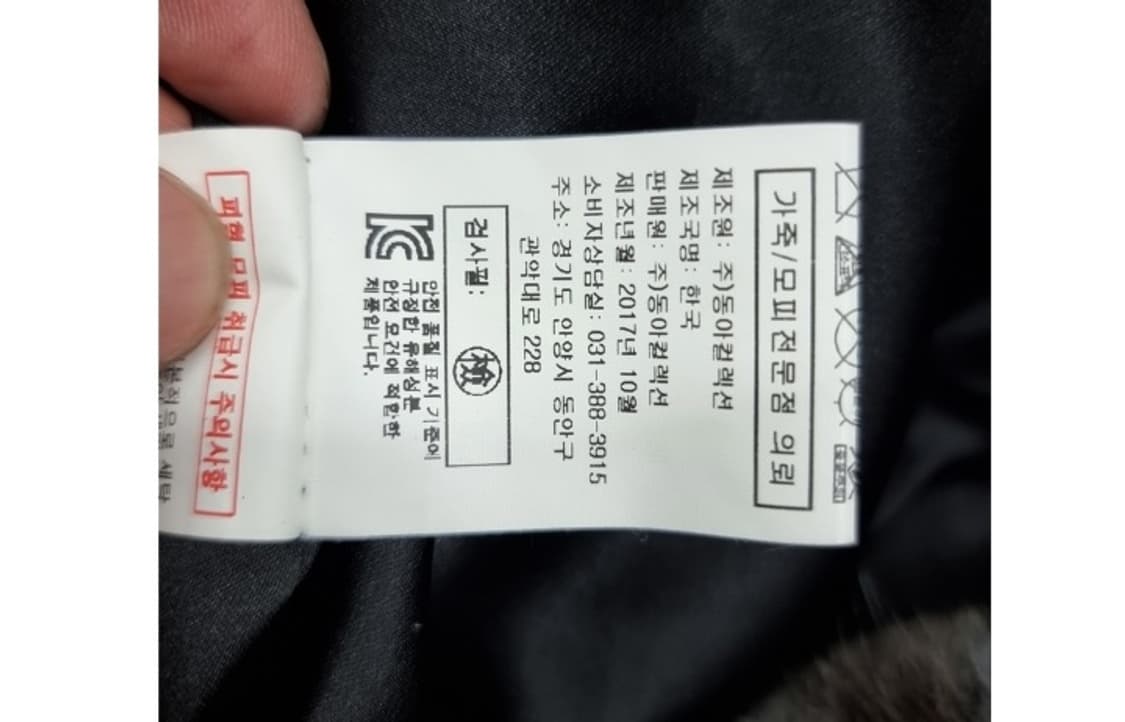 가죽/모피전문점 의뢰
제조원: 주)동아컬렉션
제조국명: 한국
판매원: 주)동아컬렉션
제조년월: 2017년 10월
소비자상담실: 031-388-3915
주소: 경기도 안양시 동안구
관악대로 228
검사필: 檢
KC
안전 품질 표시 기준에
규정한 유해성분
안전 요건에 적합한
제품입니다.
피혁 모피 취급시 주의사항